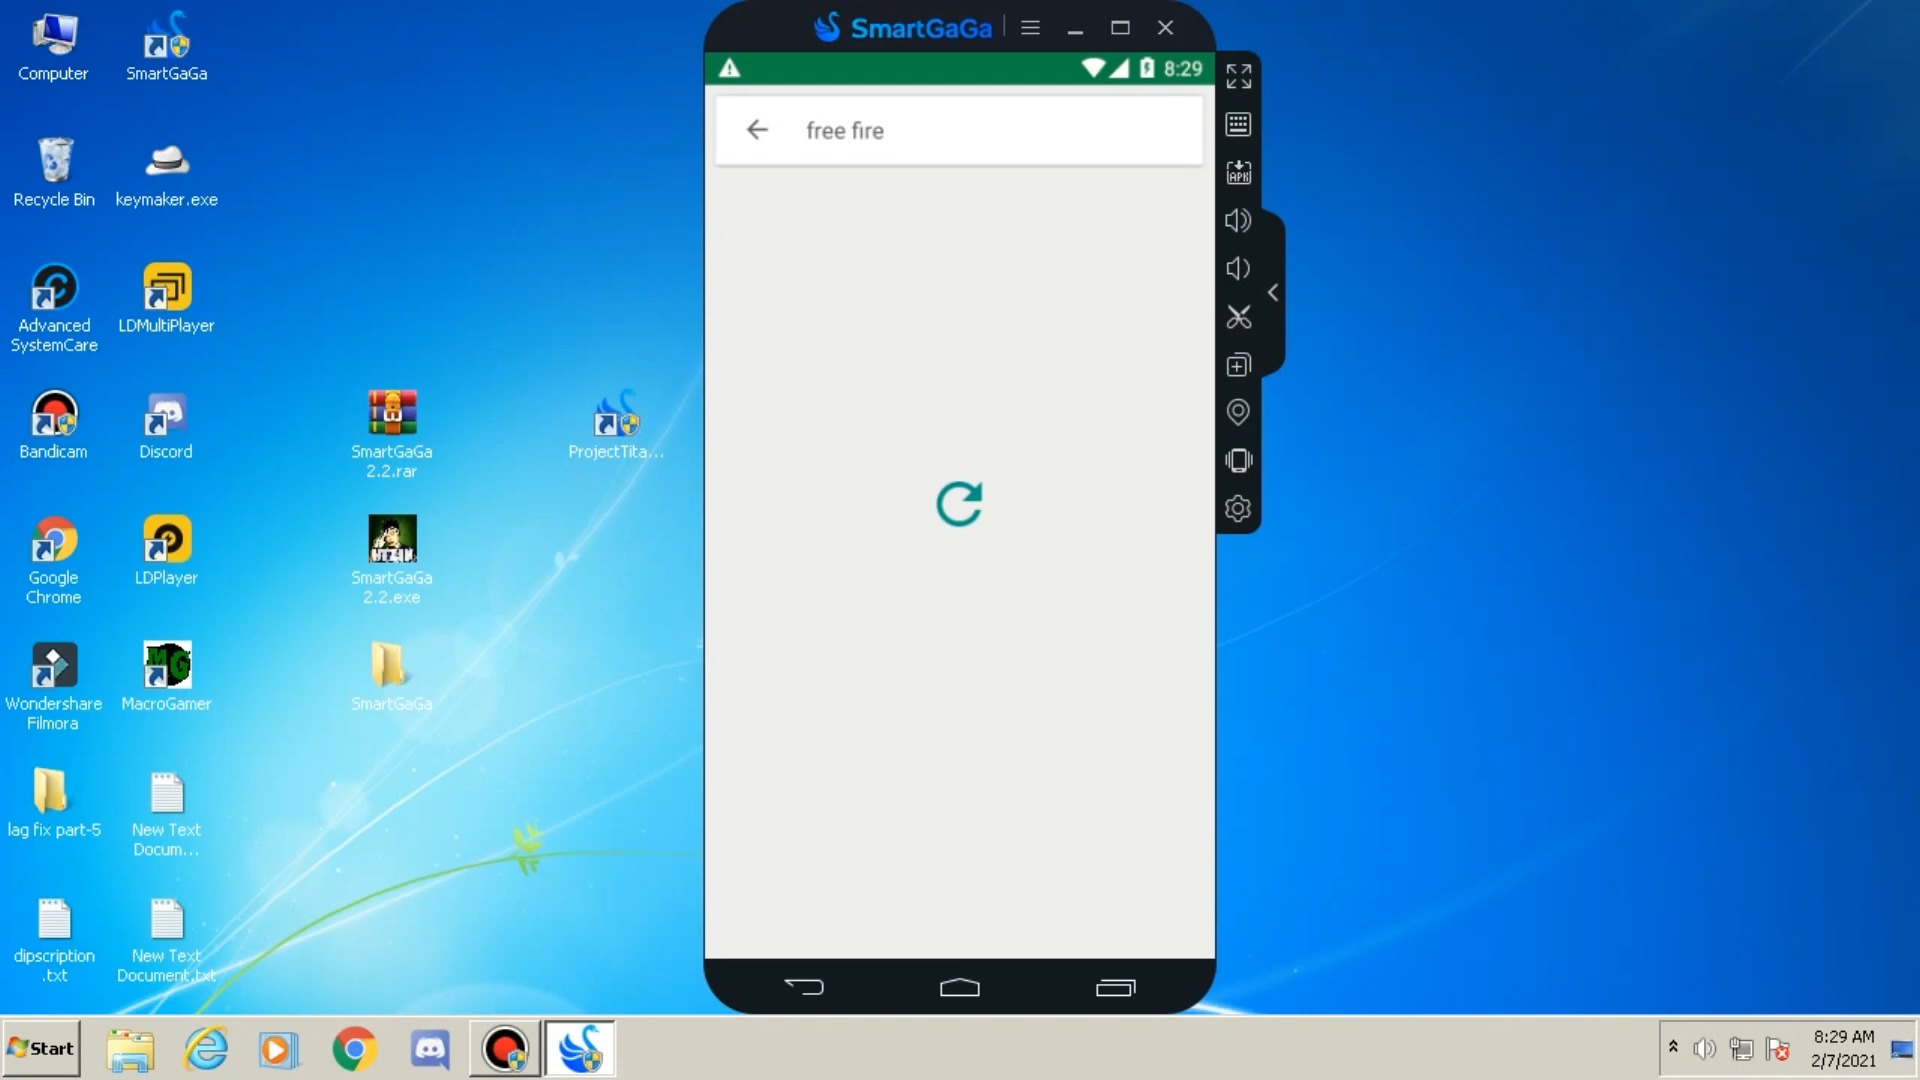 Computer
SmartGaGa
Recycle Bin
keymaker.exe
Advanced
SystemCare
LDMultiPlayer
Bandicam
Discord
SmartGaGa
2.2.rar
ProjectTita...
Google
Chrome
LDPlayer
SmartGaGa
2.2.exe
Wondershare
Filmora
MacroGamer
MG
SmartGaGa
lag fix part-5
New Text
Docum...
dipscription
.txt
New Text
Document.txt
SmartGaGa
8:29
free fire
APK
Start
8:29 AM
2/7/2021